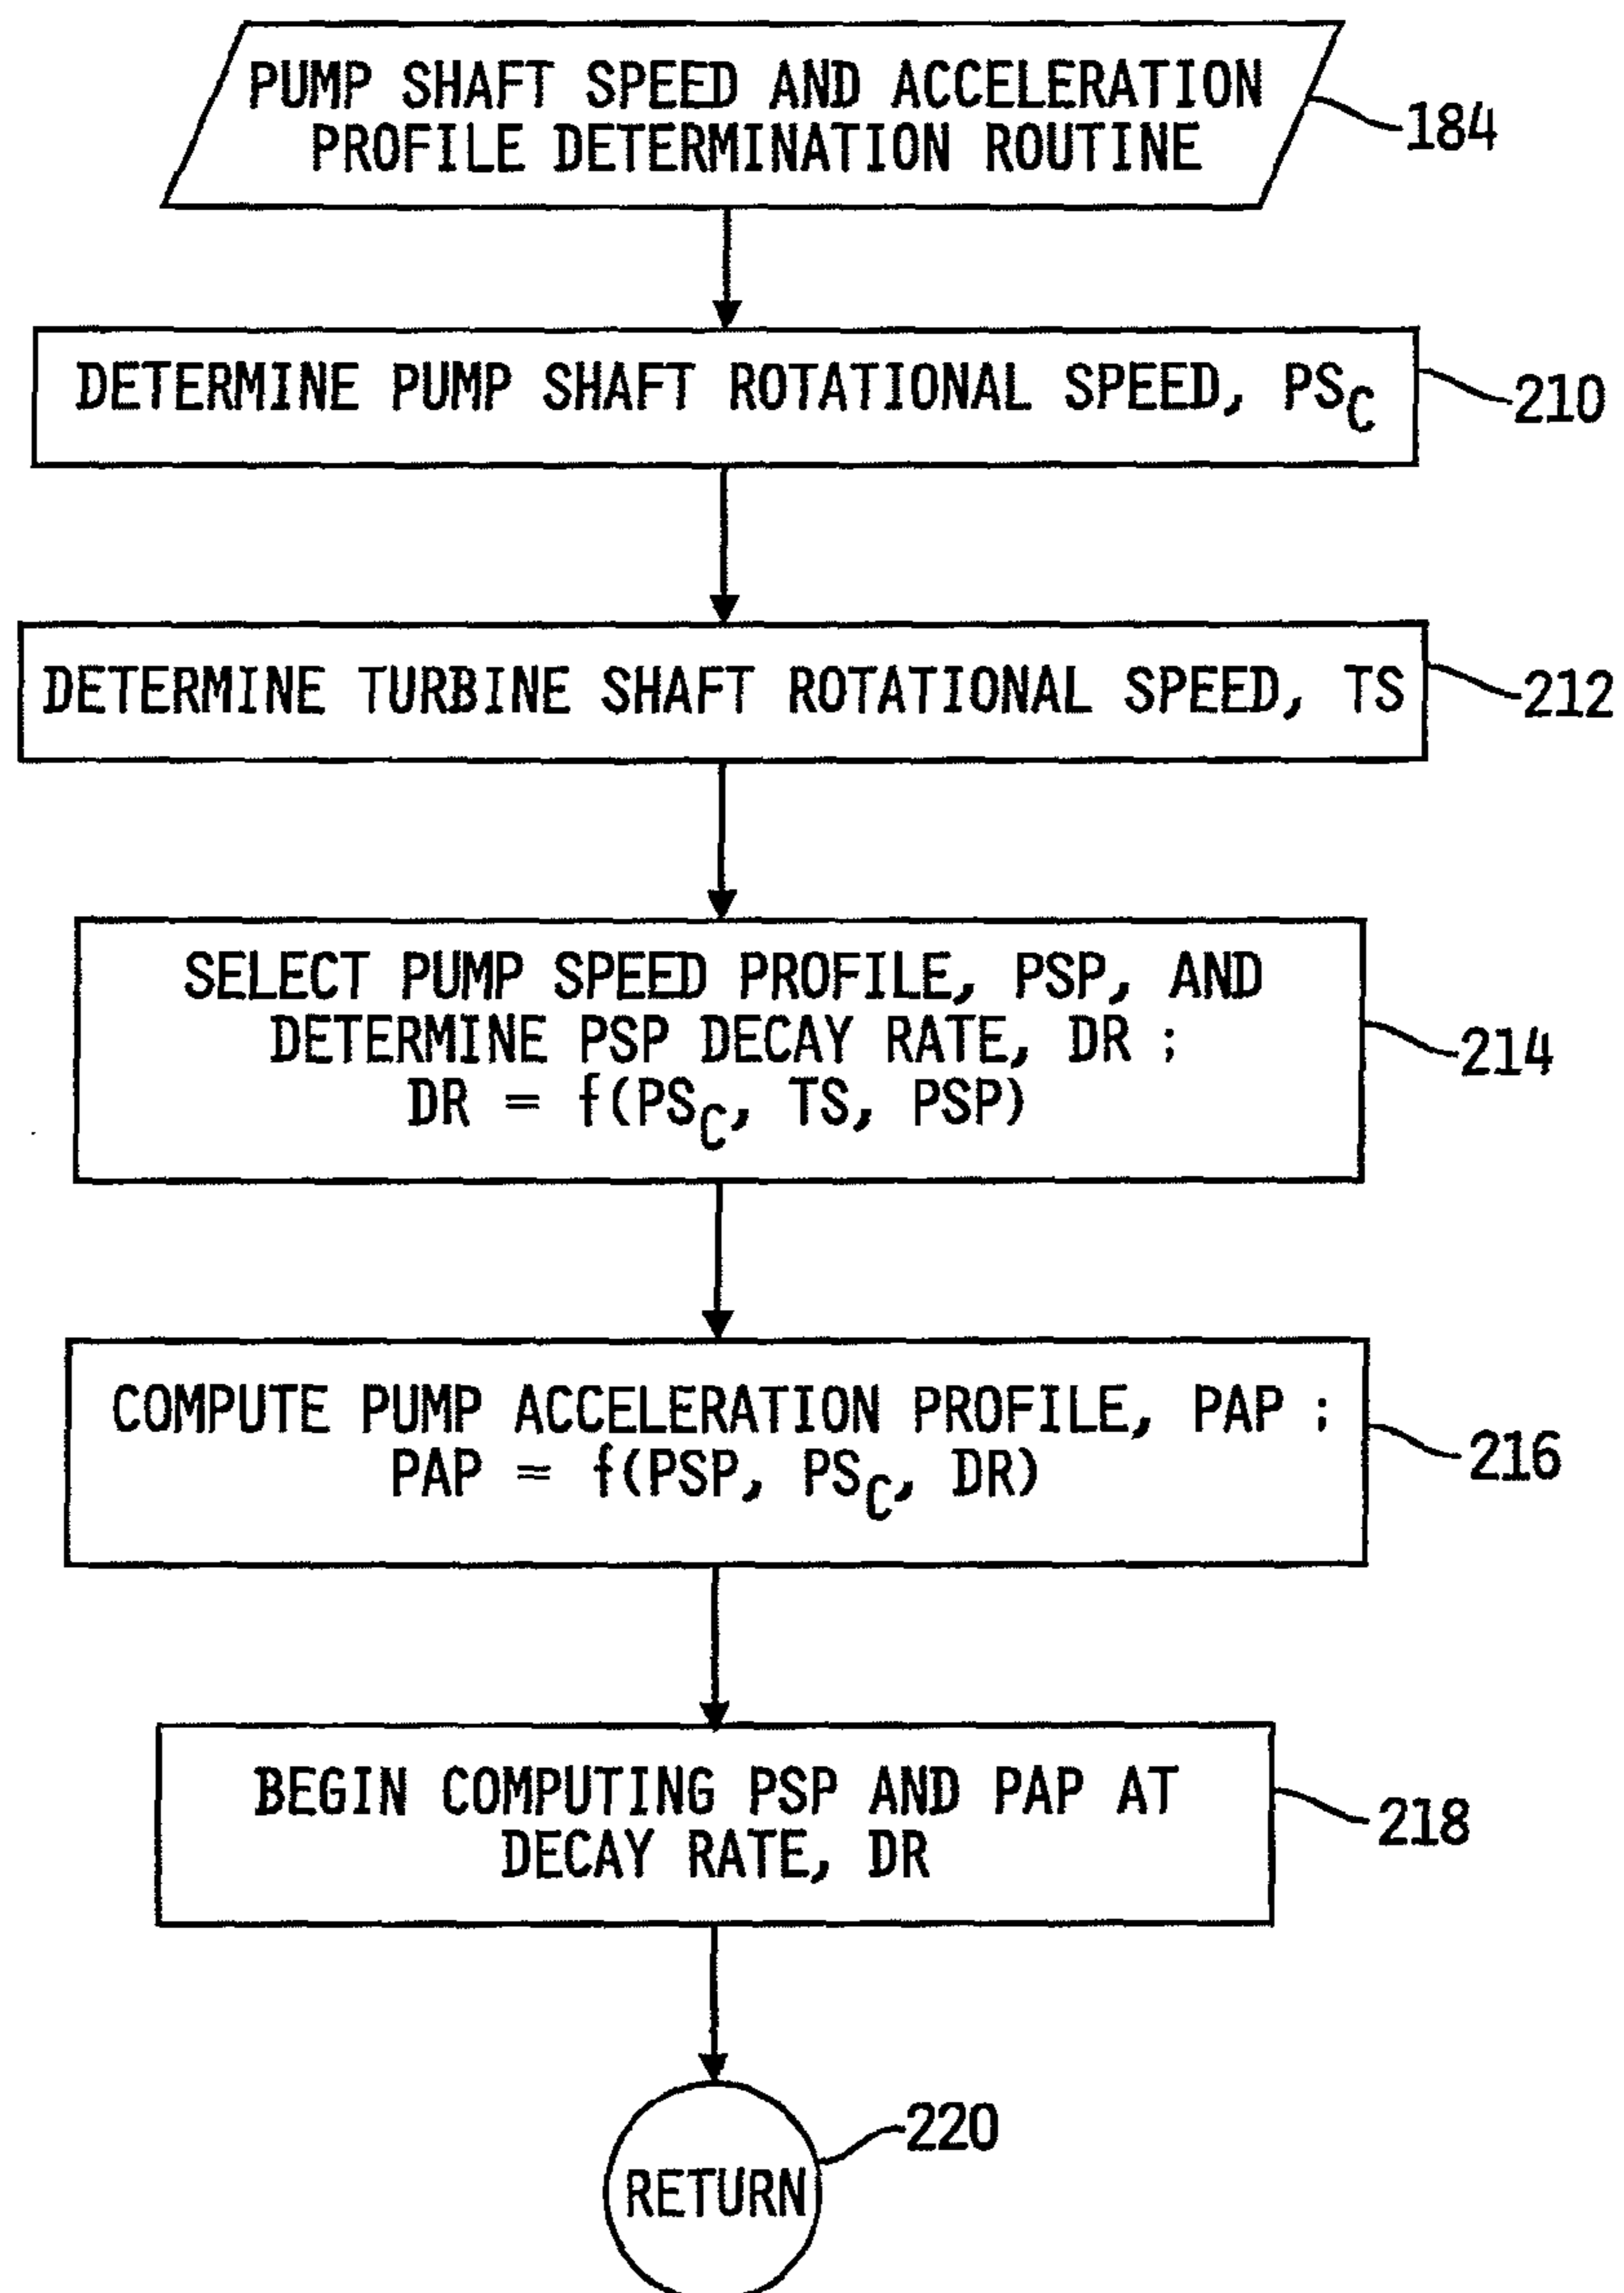 PUMP SHAFT SPEED AND ACCELERATION
PROFILE DETERMINATION ROUTINE
184
DETERMINE PUMP SHAFT ROTATIONAL SPEED, PSC
210
DETERMINE TURBINE SHAFT ROTATIONAL SPEED, TS
212
SELECT PUMP SPEED PROFILE, PSP, AND
DETERMINE PSP DECAY RATE, DR ;
DR = f(PSC, TS, PSP)
214
COMPUTE PUMP ACCELERATION PROFILE, PAP ;
PAP = f(PSP, PSC, DR)
216
BEGIN COMPUTING PSP AND PAP AT
DECAY RATE, DR
218
220
RETURN